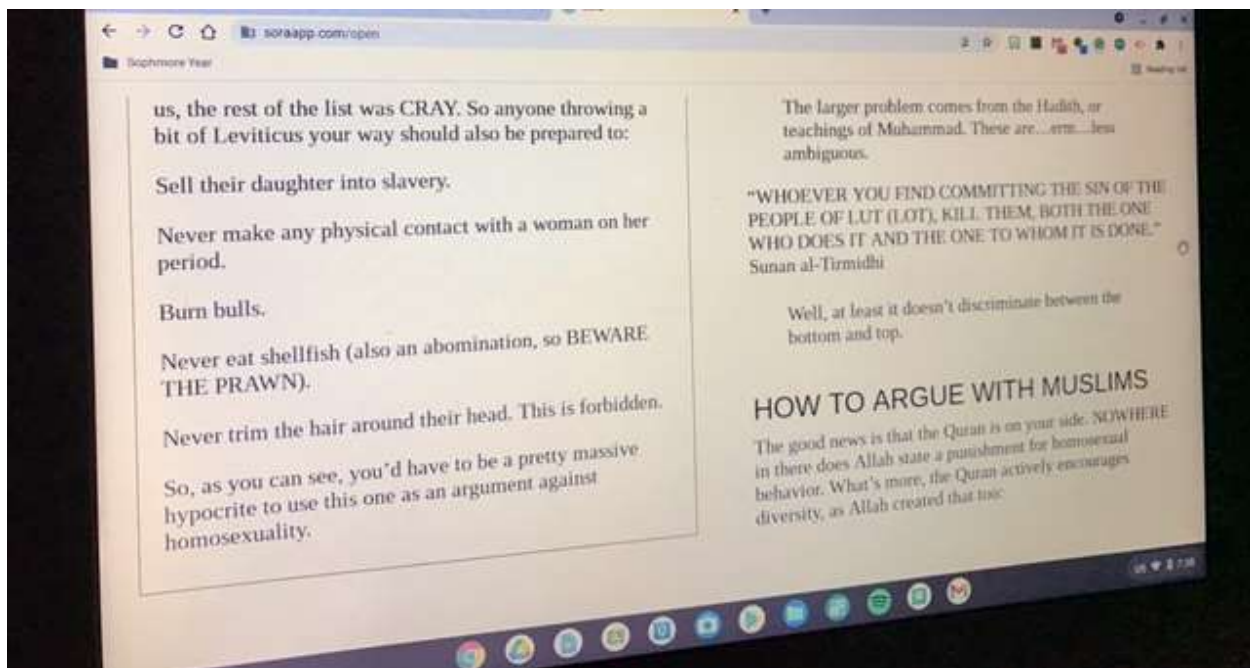 soraapp.com/open
Sophmore Year
Reading list
us, the rest of the list was CRAY. So anyone throwing a
bit of Leviticus your way should also be prepared to:
Sell their daughter into slavery.
Never make any physical contact with a woman on her
period.
Burn bulls.
Never eat shellfish (also an abomination, so BEWARE
THE PRAWN).
Never trim the hair around their head. This is forbidden.
So, as you can see, you’d have to be a pretty massive
hypocrite to use this one as an argument against
homosexuality.
The larger problem comes from the Hadith, or
teachings of Muhammad. These are…erm…less
ambiguous.
“WHOEVER YOU FIND COMMITTING THE SIN OF THE
PEOPLE OF LUT (LOT), KILL THEM, BOTH THE ONE
WHO DOES IT AND THE ONE TO WHOM IT IS DONE.”
Sunan al-Tirmidhi
Well, at least it doesn’t discriminate between the
bottom and top.
HOW TO ARGUE WITH MUSLIMS
The good news is that the Quran is on your side. NOWHERE
in there does Allah state a punishment for homosexual
behavior. What’s more, the Quran actively encourages
diversity, as Allah created that too:
US